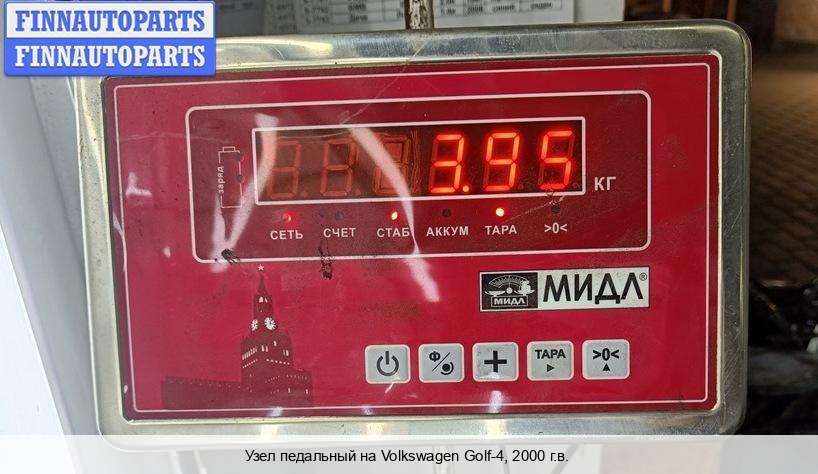 FINNAUTOPARTS
FINNAUTOPARTS
заряд
3.95
КГ
СЕТЬ СЧЕТ СТАБ АККУМ ТАРА >0<
МИДЛ МИДЛ®
Ф/ + ТАРА >0<
Узел педальный на Volkswagen Golf-4, 2000 г.в.